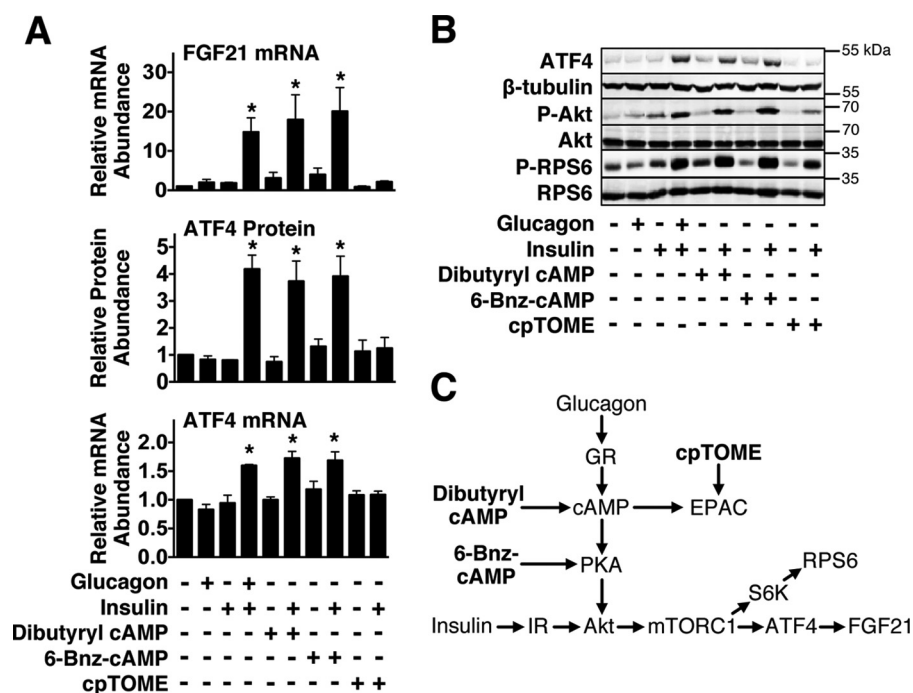 A
FGF21 mRNA
Relative mRNA
Abundance
30
20
10
0
* * *
ATF4 Protein
Relative Protein
Abundance
5
4
3
2
1
0
* * *
ATF4 mRNA
Relative mRNA
Abundance
2.0
1.5
1.0
0.5
0.0
* * *
Glucagon - + - + - - - - - -
Insulin - - + + - + - + - +
Dibutyryl cAMP - - - - + + - - - -
6-Bnz-cAMP - - - - - - + + - -
cpTOME - - - - - - - - + +
B
ATF4
β-tubulin
P-Akt
Akt
P-RPS6
RPS6
55 kDa
55
70
70
35
35
Glucagon - + - + - - - - - -
Insulin - - + + - + - + - +
Dibutyryl cAMP - - - - + + - - - -
6-Bnz-cAMP - - - - - - + + - -
cpTOME - - - - - - - - + +
C
Glucagon
GR
cpTOME
Dibutyryl
cAMP
cAMP
EPAC
6-Bnz-
cAMP
PKA
RPS6
S6K
Insulin IR Akt mTORC1 ATF4 FGF21